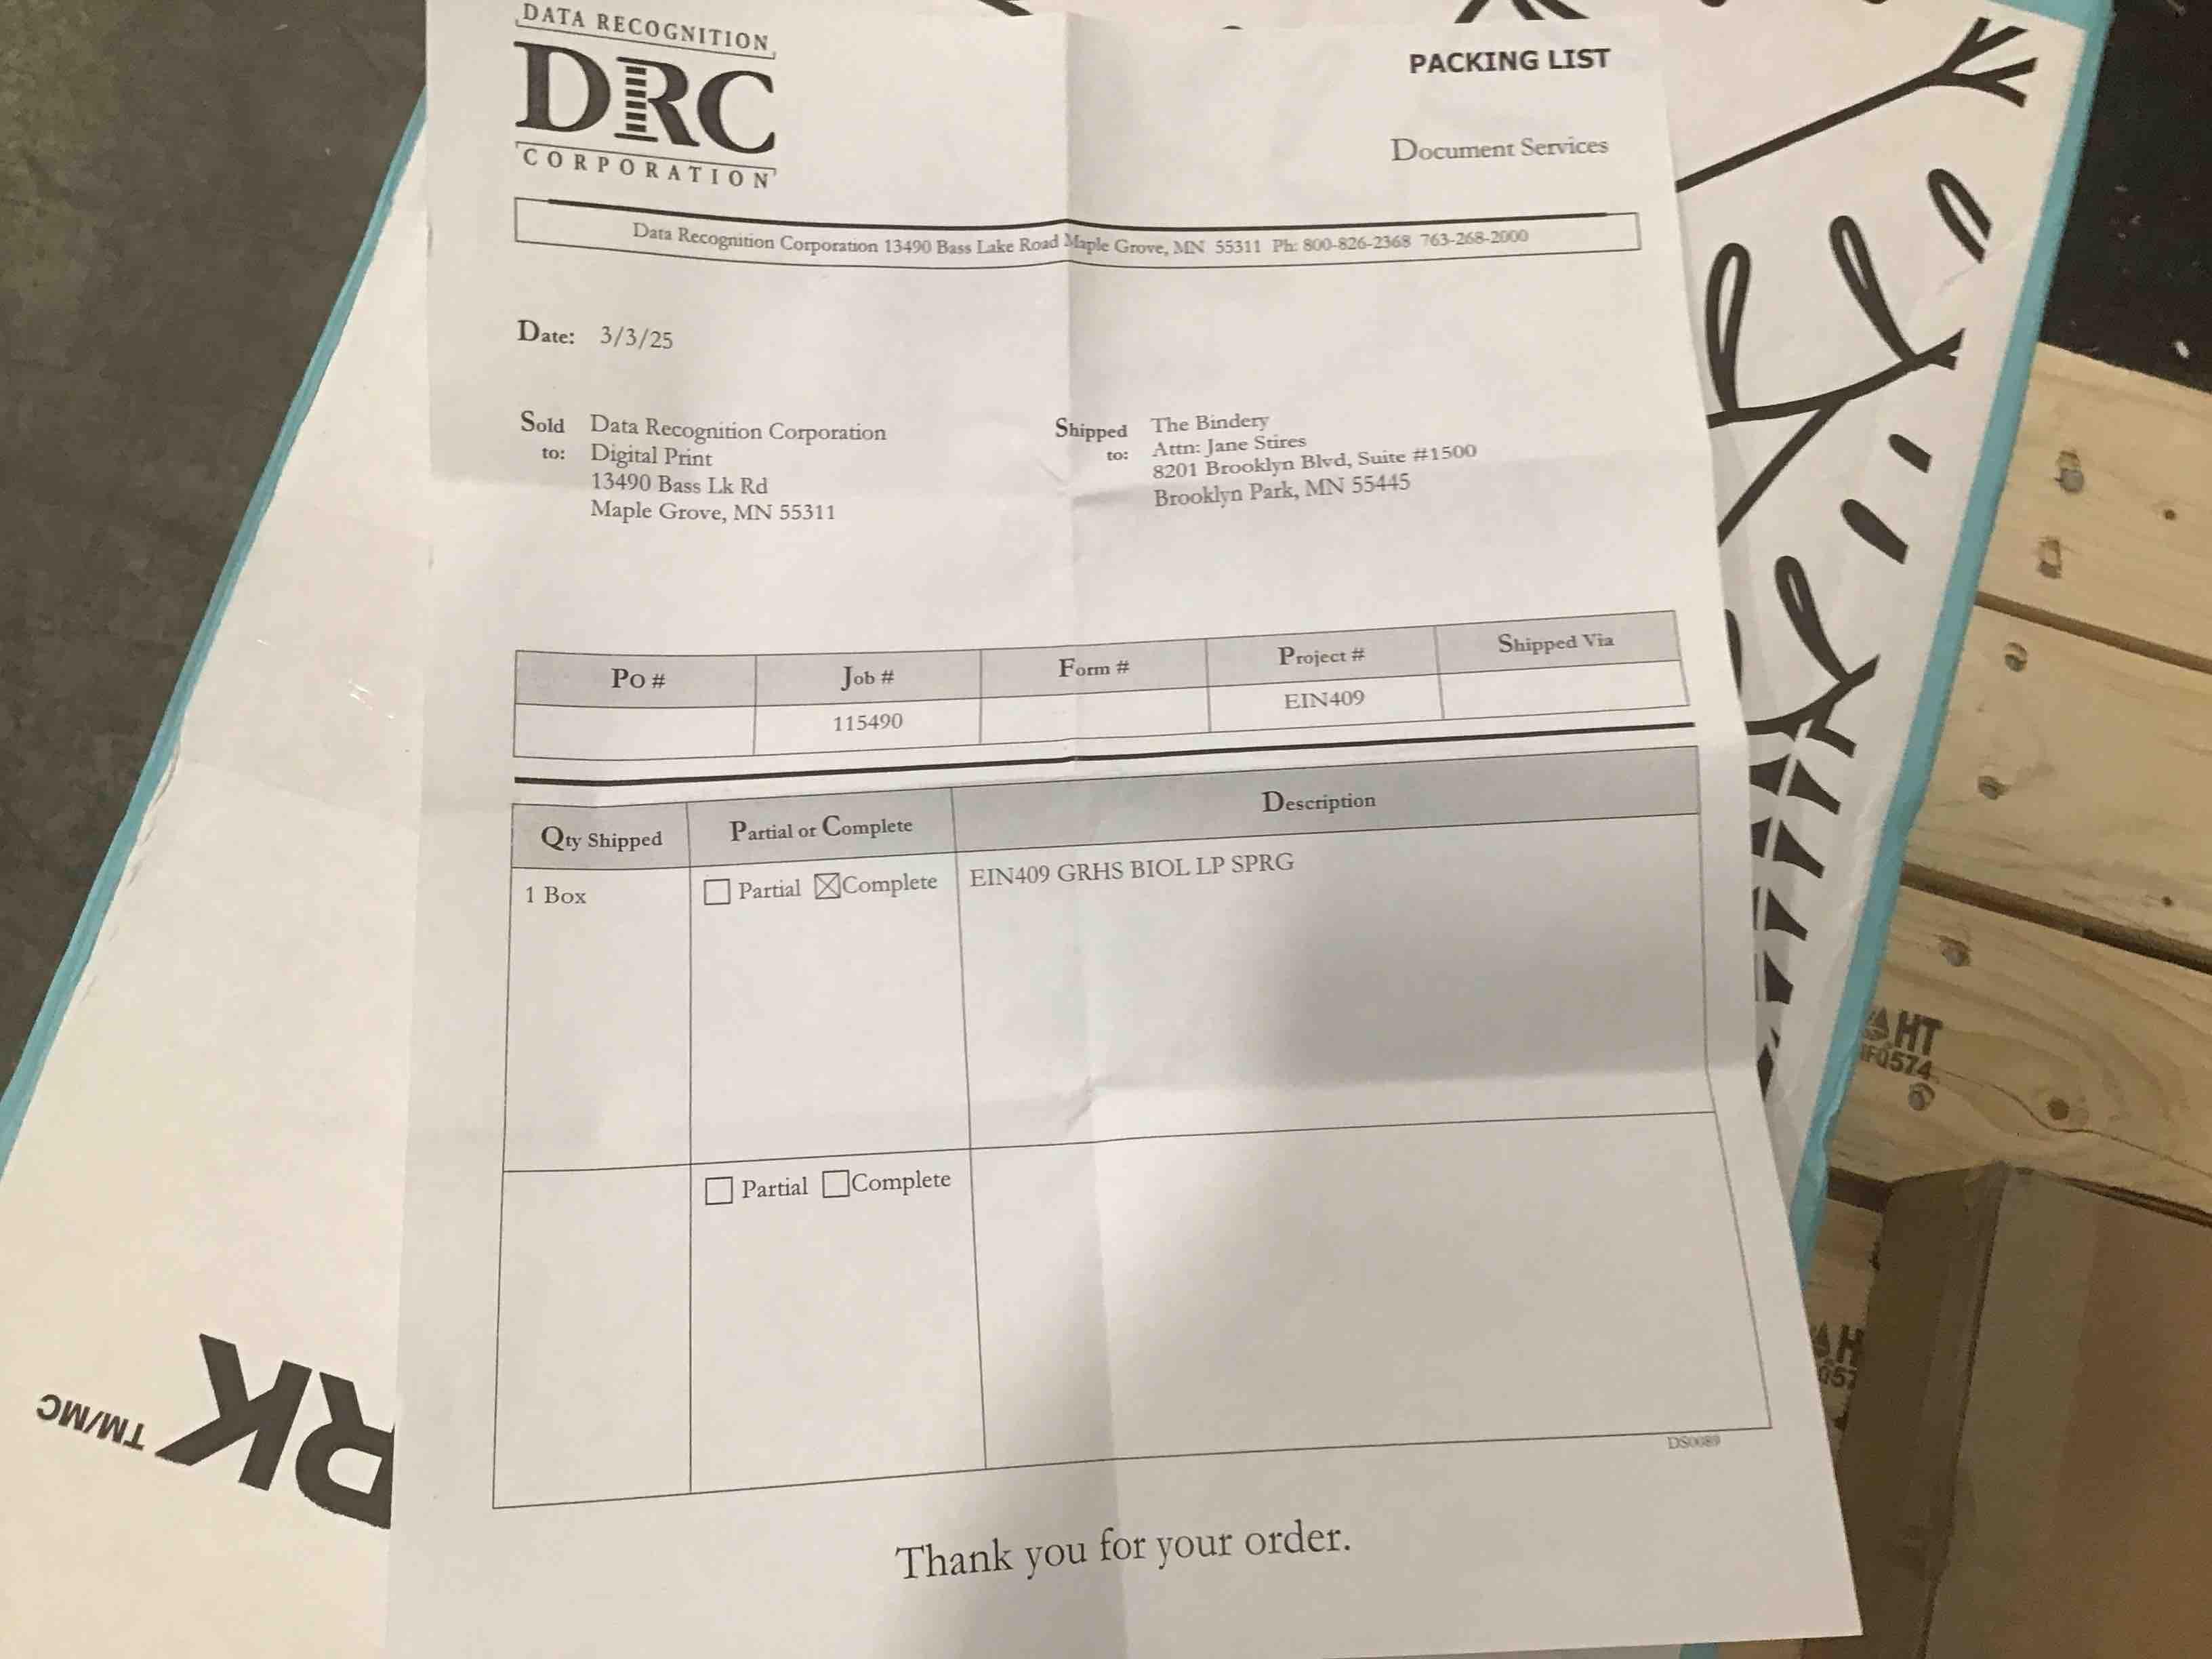 DATA RECOGNITION
DRC
CORPORATION
PACKING LIST
Document Services
Data Recognition Corporation 13490 Bass Lake Road Maple Grove, MN 55311 Ph: 800-826-2368 763-268-2000
Date: 3/3/25
Sold to: Data Recognition Corporation
Digital Print
13490 Bass Lk Rd
Maple Grove, MN 55311
Shipped to: The Bindery
Attn: Jane Stires
8201 Brooklyn Blvd, Suite #1500
Brooklyn Park, MN 55445
Po # Job # Form # Project # Shipped Via
115490 EIN409
Qty Shipped Partial or Complete Description
1 Box ☐ Partial ☒ Complete EIN409 GRHS BIOL LP SPRG
☐ Partial ☐ Complete
DS0089
Thank you for your order.
RK TM/MC
HT